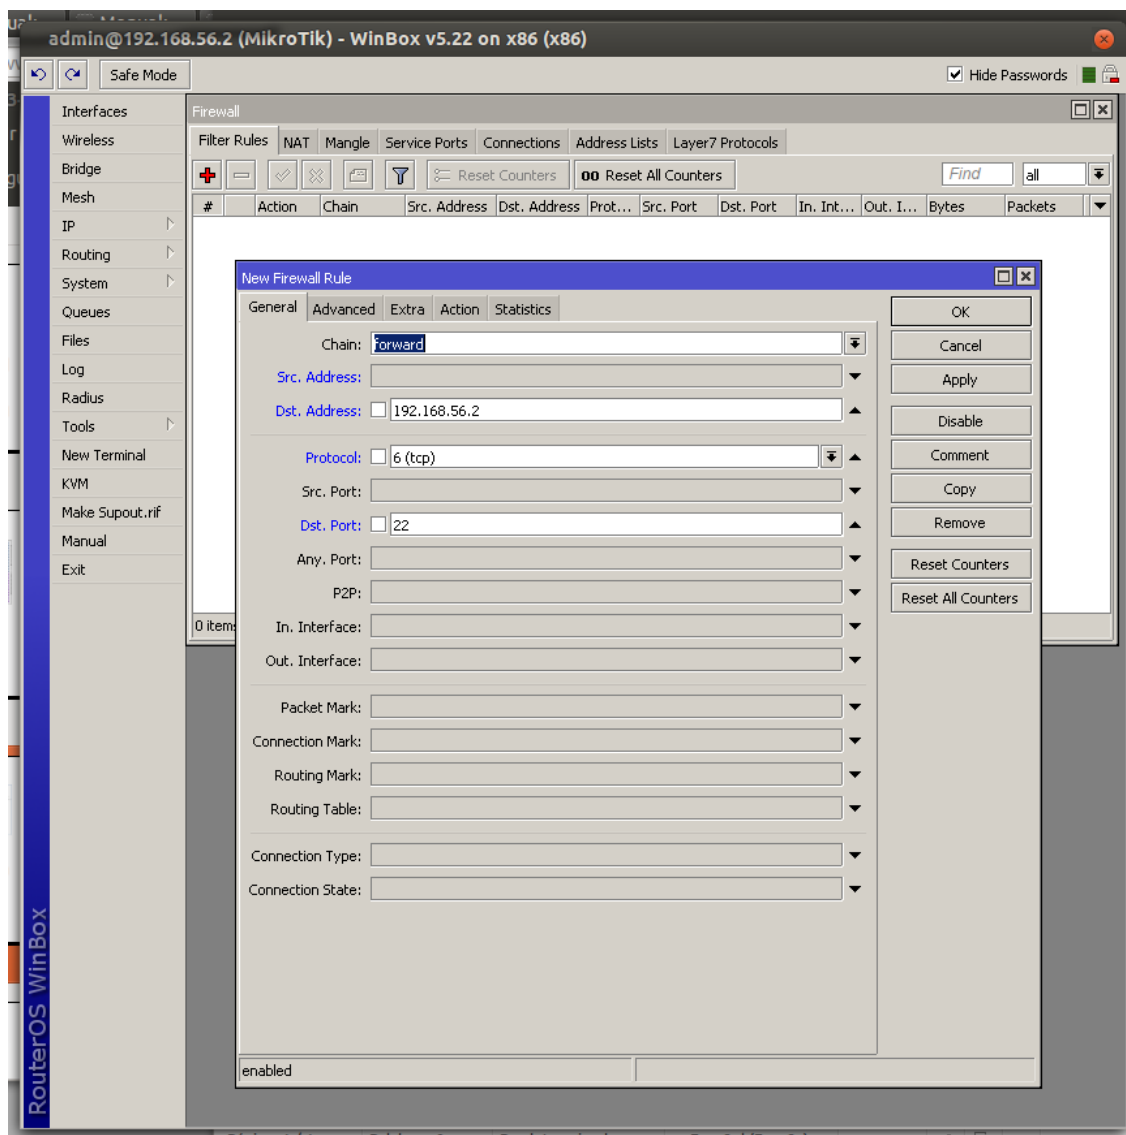 admin@192.168.56.2 (MikroTik) - WinBox v5.22 on x86 (x86)
Safe Mode
Hide Passwords
Interfaces
Wireless
Bridge
Mesh
IP
Routing
System
Queues
Files
Log
Radius
Tools
New Terminal
KVM
Make Supout.rif
Manual
Exit
RouterOS WinBox
Firewall
Filter Rules NAT Mangle Service Ports Connections Address Lists Layer7 Protocols
Reset Counters 00 Reset All Counters Find all
# Action Chain Src. Address Dst. Address Prot... Src. Port Dst. Port In. Int... Out. I... Bytes Packets
0 items
New Firewall Rule
General Advanced Extra Action Statistics
Chain: forward
Src. Address:
Dst. Address: 192.168.56.2
Protocol: 6 (tcp)
Src. Port:
Dst. Port: 22
Any. Port:
P2P:
In. Interface:
Out. Interface:
Packet Mark:
Connection Mark:
Routing Mark:
Routing Table:
Connection Type:
Connection State:
OK
Cancel
Apply
Disable
Comment
Copy
Remove
Reset Counters
Reset All Counters
enabled